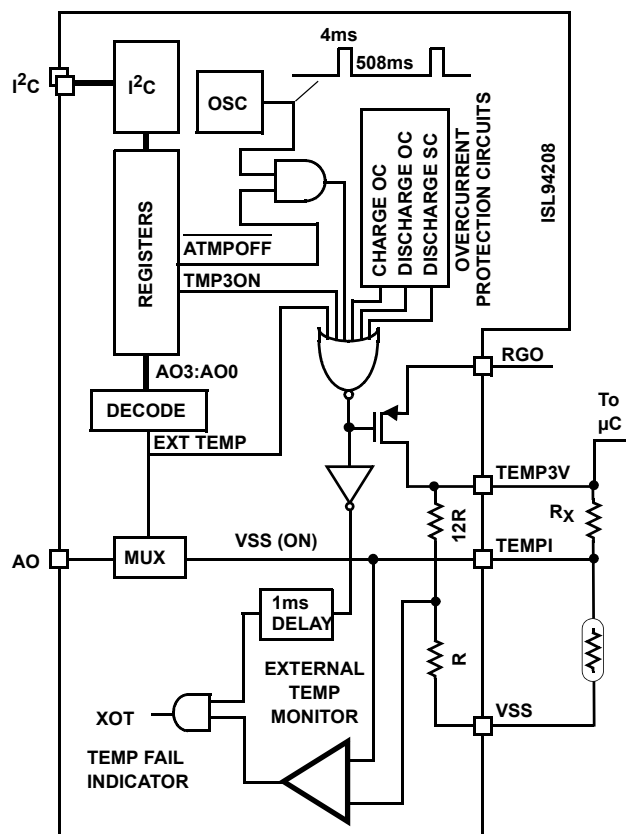 4ms
508ms
I²C
I²C
OSC
CHARGE OC
DISCHARGE OC
DISCHARGE SC
OVERCURRENT
PROTECTION CIRCUITS
ISL94208
REGISTERS
ATMPOFF
TMP3ON
AO3:AO0
DECODE
EXT TEMP
RGO
To
µC
TEMP3V
12R
RX
AO
MUX
VSS (ON)
TEMPI
1ms
DELAY
R
EXTERNAL
TEMP
MONITOR
VSS
XOT
TEMP FAIL
INDICATOR